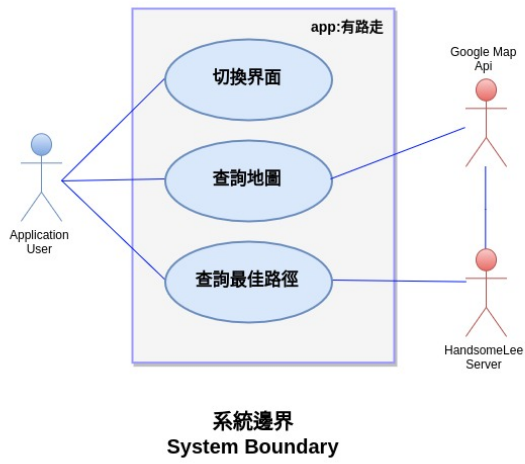 app:有路走
切換界面
Google Map
Api
查詢地圖
Application
User
查詢最佳路徑
HandsomeLee
Server
系統邊界
System Boundary